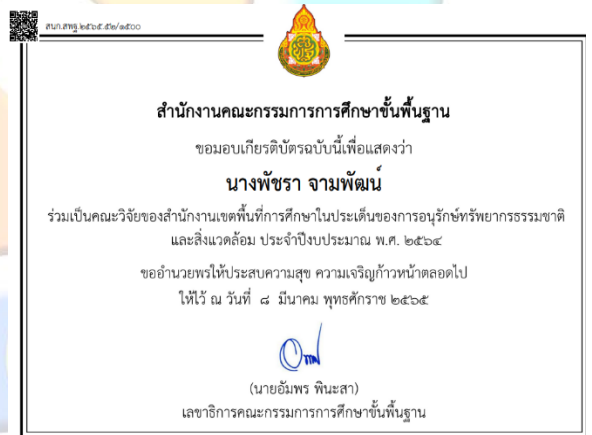 สนก.สพฐ.๒๕๖๕.๕๒/๑๕๐๐
สำนักงานคณะกรรมการการศึกษาขั้นพื้นฐาน
ขอมอบเกียรติบัตรฉบับนี้เพื่อแสดงว่า
นางพัชรา จามพัฒน์
ร่วมเป็นคณะวิจัยของสำนักงานเขตพื้นที่การศึกษาในประเด็นของการอนุรักษ์ทรัพยากรธรรมชาติ
และสิ่งแวดล้อม ประจำปีงบประมาณ พ.ศ. ๒๕๖๔
ขออำนวยพรให้ประสบความสุข ความเจริญก้าวหน้าตลอดไป
ให้ไว้ ณ วันที่ ๘ มีนาคม พุทธศักราช ๒๕๖๕
(นายอัมพร พินะสา)
เลขาธิการคณะกรรมการการศึกษาขั้นพื้นฐาน